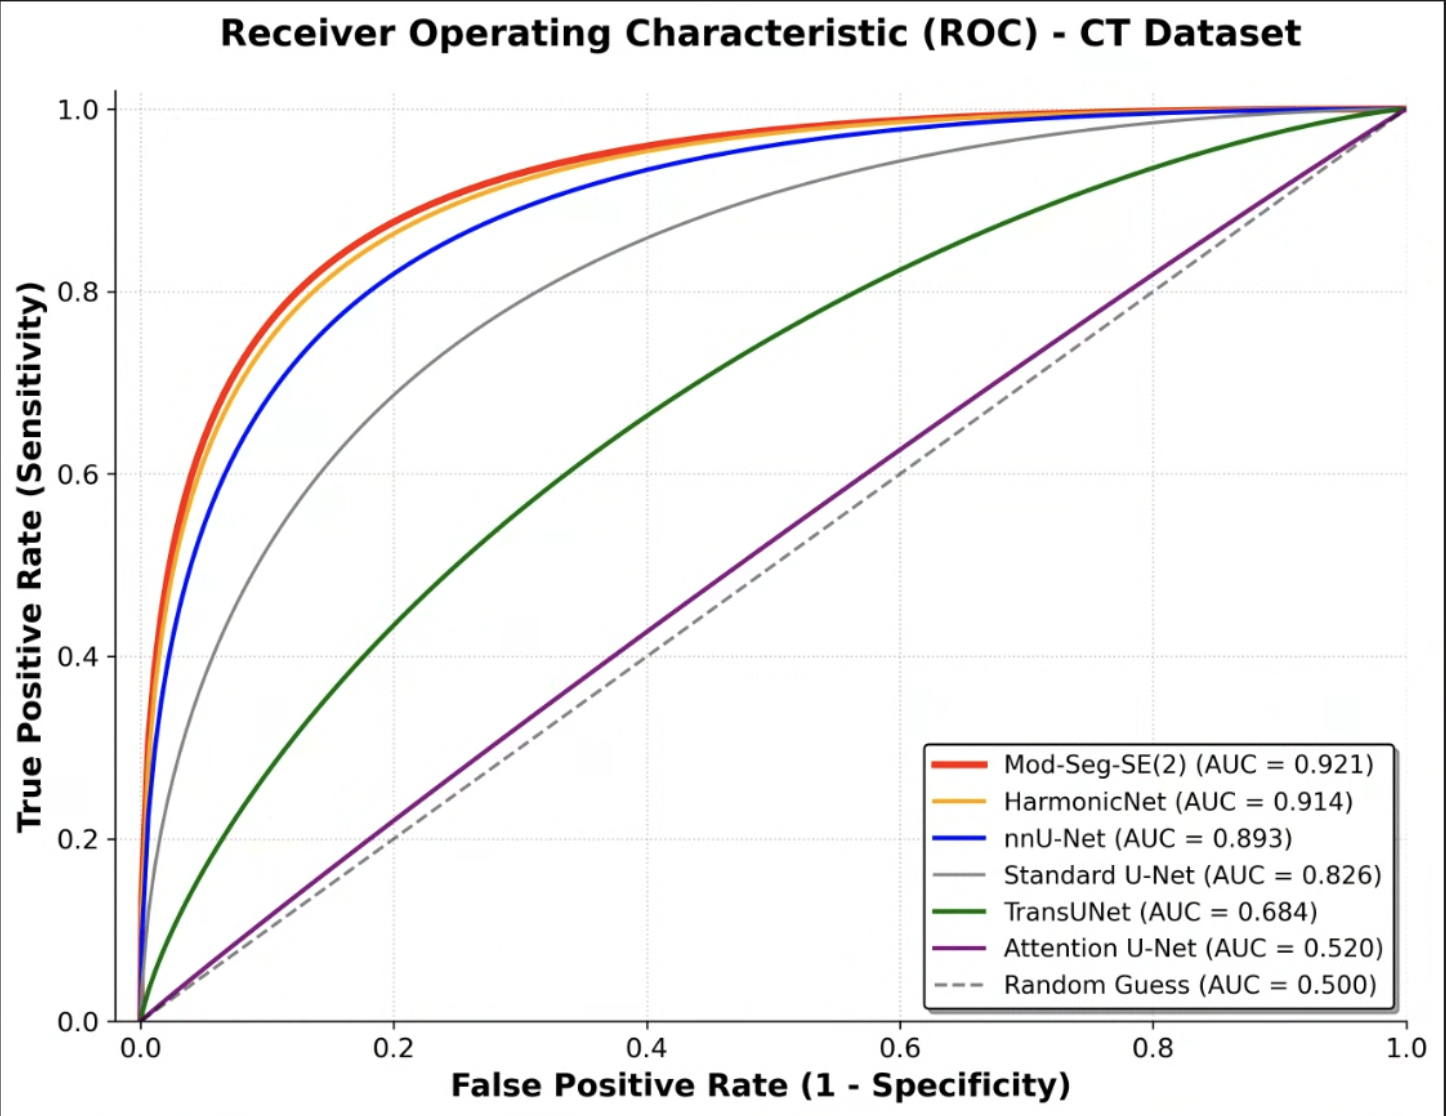 Receiver Operating Characteristic (ROC) - CT Dataset
True Positive Rate (Sensitivity)
1.0
0.8
0.6
0.4
0.2
0.0
Mod-Seg-SE(2) (AUC = 0.921)
HarmonicNet (AUC = 0.914)
nnU-Net (AUC = 0.893)
Standard U-Net (AUC = 0.826)
TransUNet (AUC = 0.684)
Attention U-Net (AUC = 0.520)
Random Guess (AUC = 0.500)
0.0 0.2 0.4 0.6 0.8 1.0
False Positive Rate (1 - Specificity)